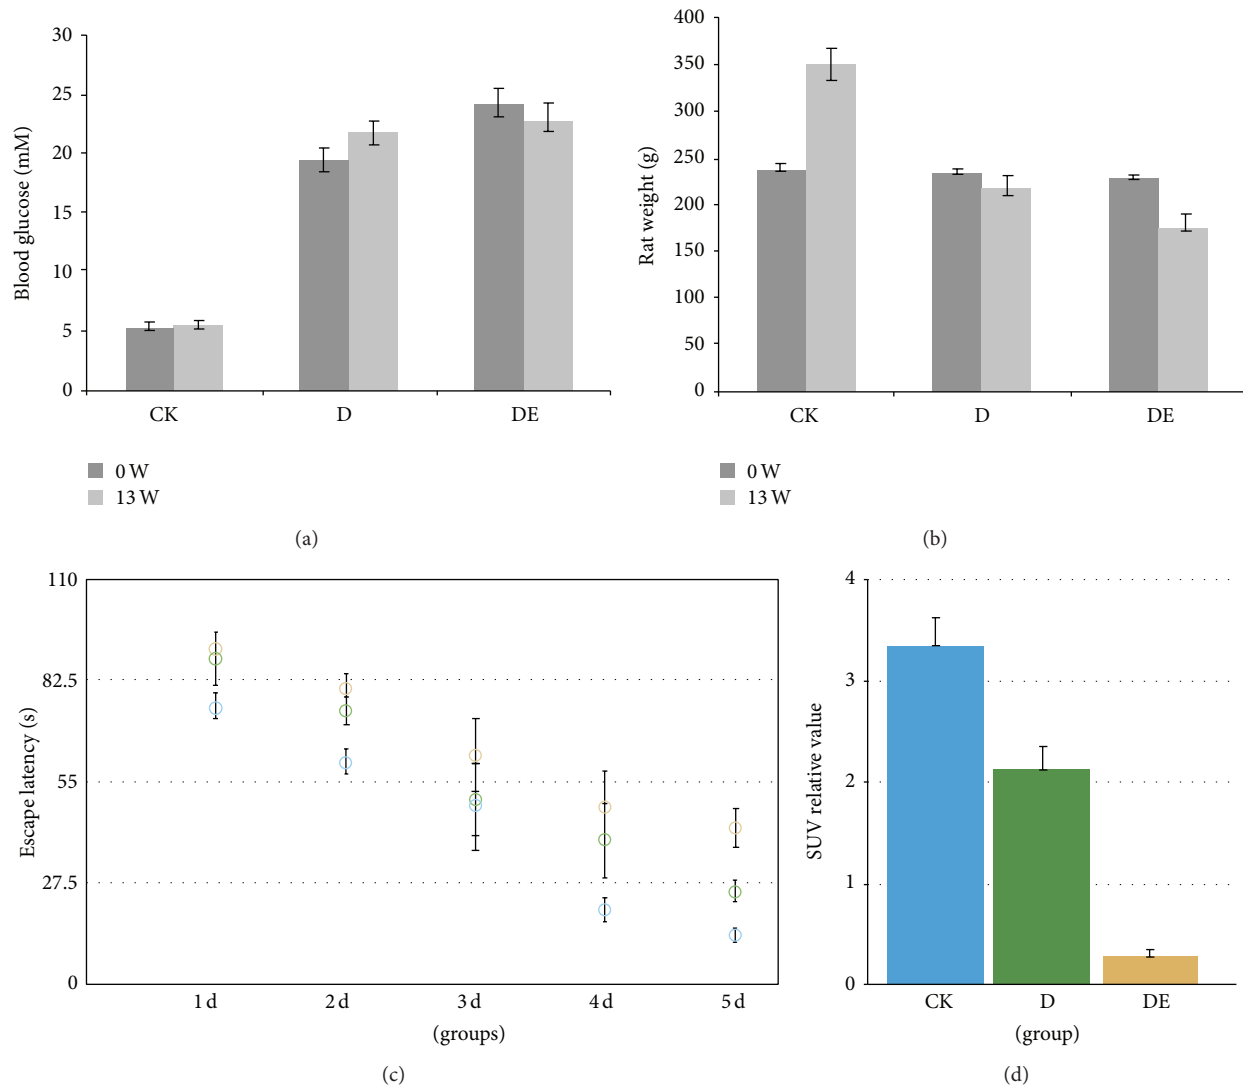 30
25
20
15
10
5
0
Blood glucose (mM)
CK
D
DE
0 W
13 W
(a)
400
350
300
250
200
150
100
50
0
Rat weight (g)
CK
D
DE
0 W
13 W
(b)
110
82.5
55
27.5
0
Escape latency (s)
1 d
2 d
3 d
4 d
5 d
(groups)
(c)
4
3
2
1
0
SUV relative value
CK
D
DE
(group)
(d)